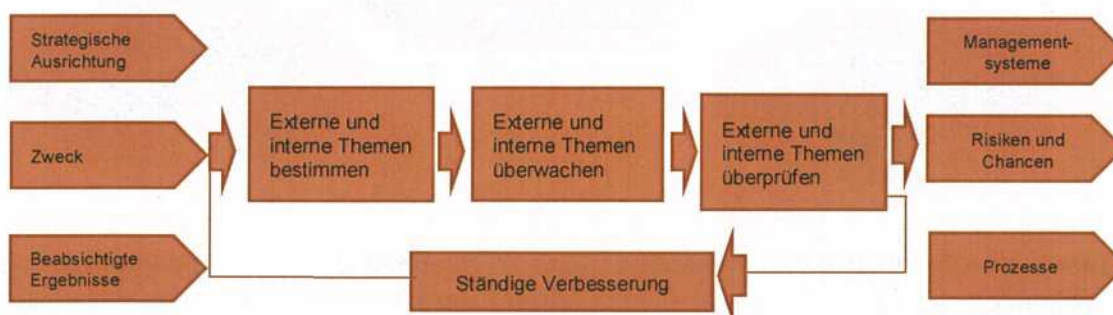 Strategische
Ausrichtung
Zweck
Beabsichtigte
Ergebnisse
Externe und
interne Themen
bestimmen
Externe und
interne Themen
überwachen
Externe und
interne Themen
überprüfen
Ständige Verbesserung
Management-
systeme
Risiken und
Chancen
Prozesse